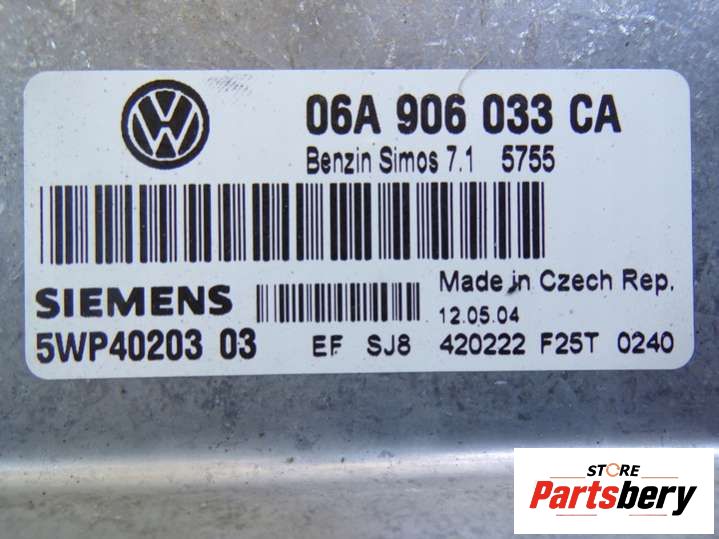 06A 906 033 CA
Benzin Simos 7.1 5755
SIEMENS
Made in Czech Rep.
12.05.04
5WP40203 03 EF SJ8 420222 F25T 0240
STORE
Partsbery